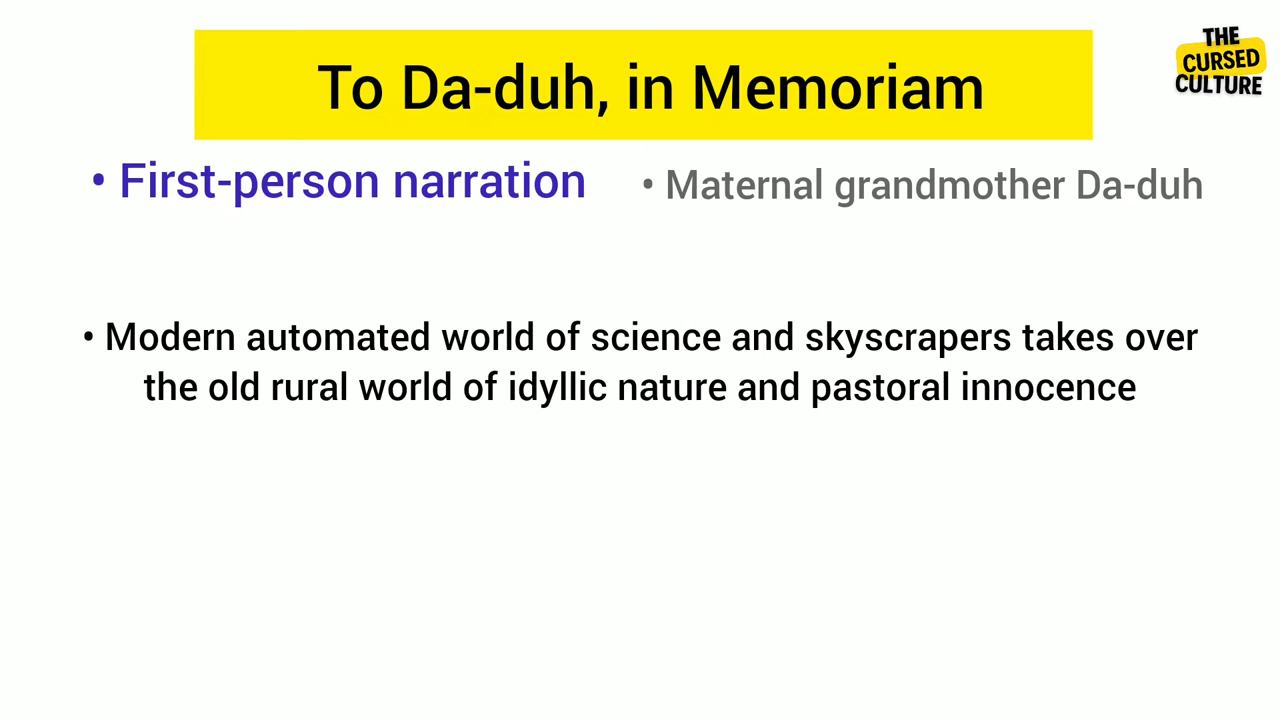 To Da-duh, in Memoriam
THE
CURSED
CULTURE
• First-person narration
• Maternal grandmother Da-duh
• Modern automated world of science and skyscrapers takes over
the old rural world of idyllic nature and pastoral innocence